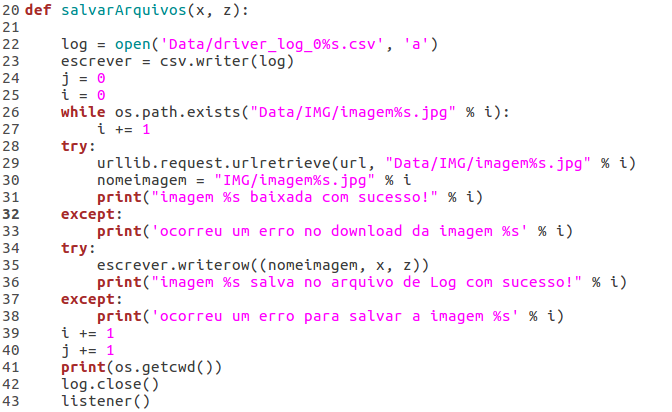 20 def salvarArquivos(x, z):
21
22     log = open('Data/driver_log_0%s.csv', 'a')
23     escrever = csv.writer(log)
24     j = 0
25     i = 0
26     while os.path.exists("Data/IMG/imagem%s.jpg" % i):
27         i += 1
28     try:
29         urllib.request.urlretrieve(url, "Data/IMG/imagem%s.jpg" % i)
30         nomeimagem = "IMG/imagem%s.jpg" % i
31         print("imagem %s baixada com sucesso!" % i)
32     except:
33         print('ocorreu um erro no download da imagem %s' % i)
34     try:
35         escrever.writerow((nomeimagem, x, z))
36         print("imagem %s salva no arquivo de Log com sucesso!" % i)
37     except:
38         print('ocorreu um erro para salvar a imagem %s' % i)
39     i += 1
40     j += 1
41     print(os.getcwd())
42     log.close()
43     listener()